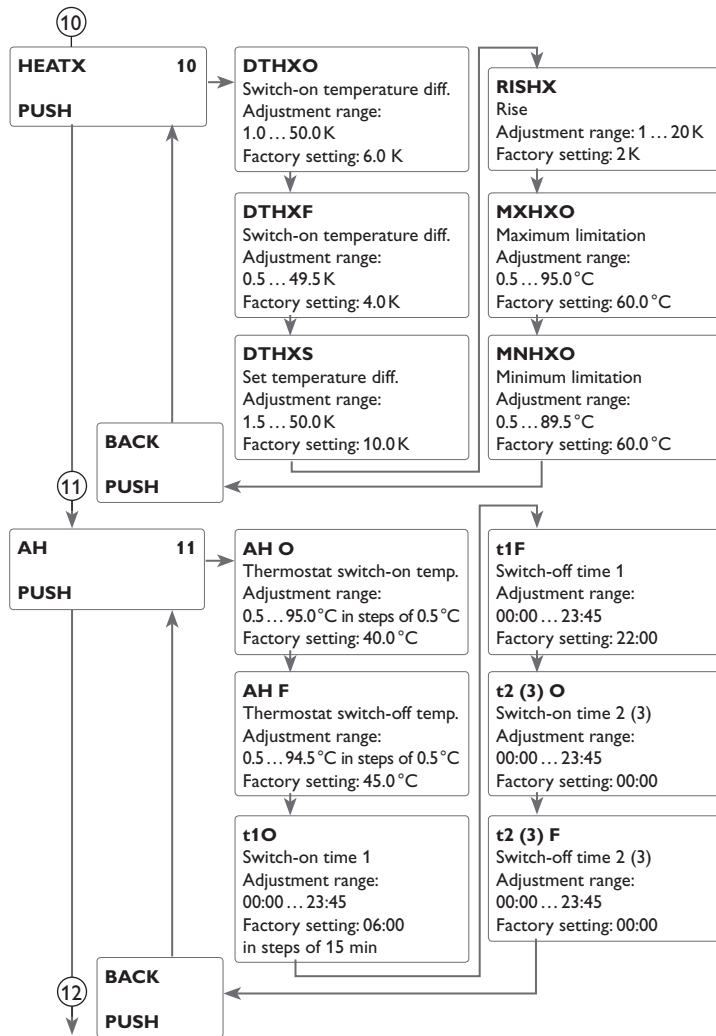 10
HEATX 10
PUSH
DTHXO
Switch-on temperature diff.
Adjustment range:
1.0 … 50.0 K
Factory setting: 6.0 K
DTHXF
Switch-on temperature diff.
Adjustment range:
0.5 … 49.5 K
Factory setting: 4.0 K
DTHXS
Set temperature diff.
Adjustment range:
1.5 … 50.0 K
Factory setting: 10.0 K
RISHX
Rise
Adjustment range: 1 … 20 K
Factory setting: 2 K
MXHXO
Maximum limitation
Adjustment range:
0.5 … 95.0 °C
Factory setting: 60.0 °C
MNHXO
Minimum limitation
Adjustment range:
0.5 … 89.5 °C
Factory setting: 60.0 °C
BACK
PUSH
11
AH 11
PUSH
AH O
Thermostat switch-on temp.
Adjustment range:
0.5 … 95.0 °C in steps of 0.5 °C
Factory setting: 40.0 °C
AH F
Thermostat switch-off temp.
Adjustment range:
0.5 … 94.5 °C in steps of 0.5 °C
Factory setting: 45.0 °C
t1O
Switch-on time 1
Adjustment range:
00:00 … 23:45
Factory setting: 06:00
in steps of 15 min
t1F
Switch-off time 1
Adjustment range:
00:00 … 23:45
Factory setting: 22:00
t2 (3) O
Switch-on time 2 (3)
Adjustment range:
00:00 … 23:45
Factory setting: 00:00
t2 (3) F
Switch-off time 2 (3)
Adjustment range:
00:00 … 23:45
Factory setting: 00:00
BACK
PUSH
12